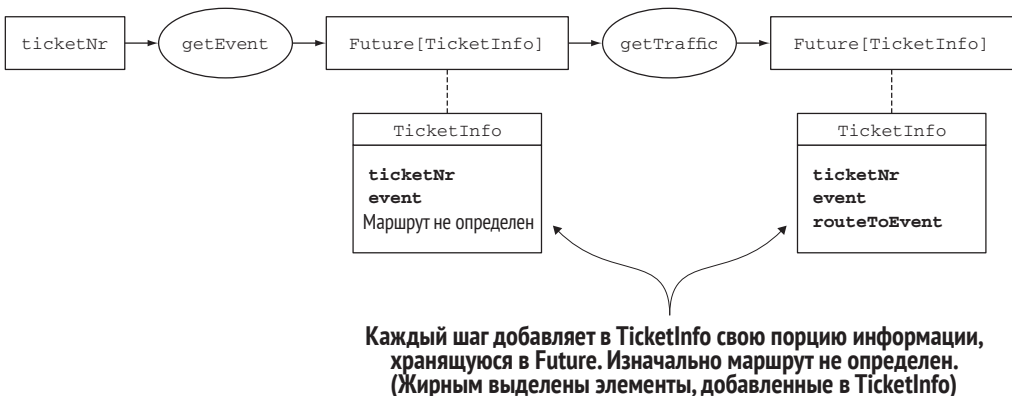 ticketNr
getEvent
Future[TicketInfo]
getTraffic
Future[TicketInfo]
TicketInfo
ticketNr
event
Маршрут не определен
TicketInfo
ticketNr
event
routeToEvent
Каждый шаг добавляет в TicketInfo свою порцию информации,
хранящуюся в Future. Изначально маршрут не определен.
(Жирным выделены элементы, добавленные в TicketInfo)